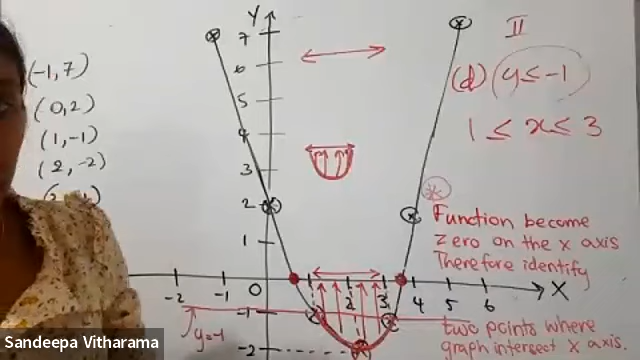 (-1,7)
(0,2)
(1,-1)
(2,-2)
Y
7
6
5
4
3
2
1
0
-1
-2
-2 -1 2 3 4 5 6 X
y=-1
II
(d) y≤-1
1 ≤ x ≤ 3
Function become
zero on the x axis
Therefore identify
two points where
graph intersect x axis.
Sandeepa Vitharama